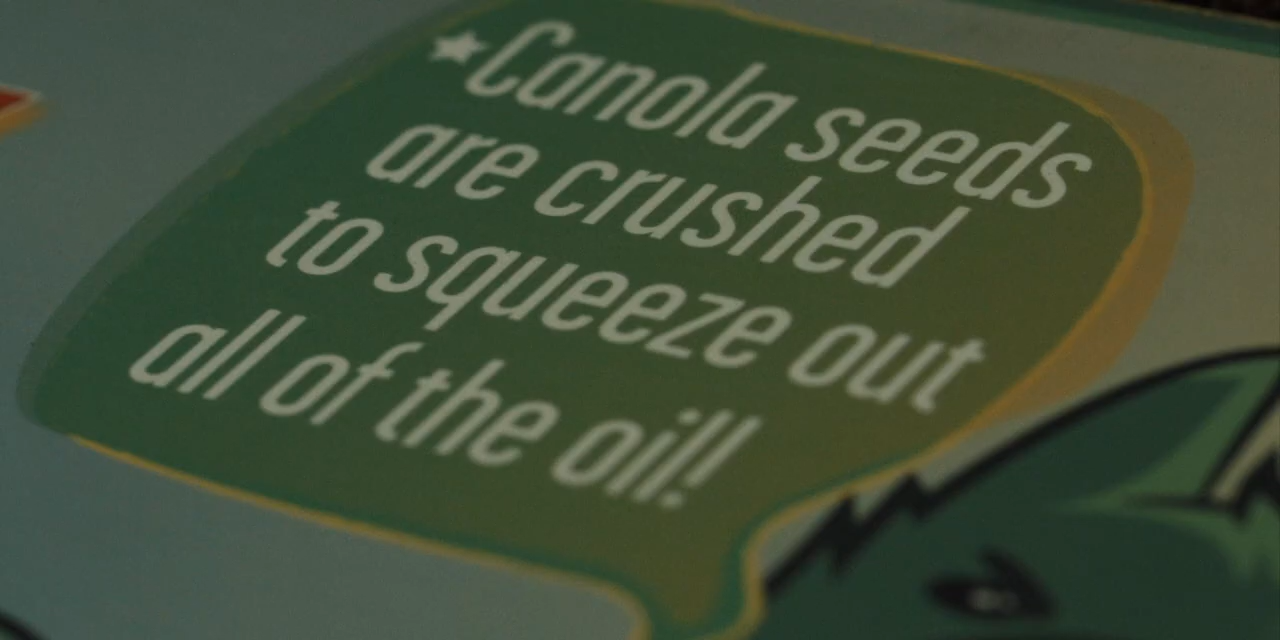 ★Canola seeds
are crushed
to squeeze out
all of the oil!